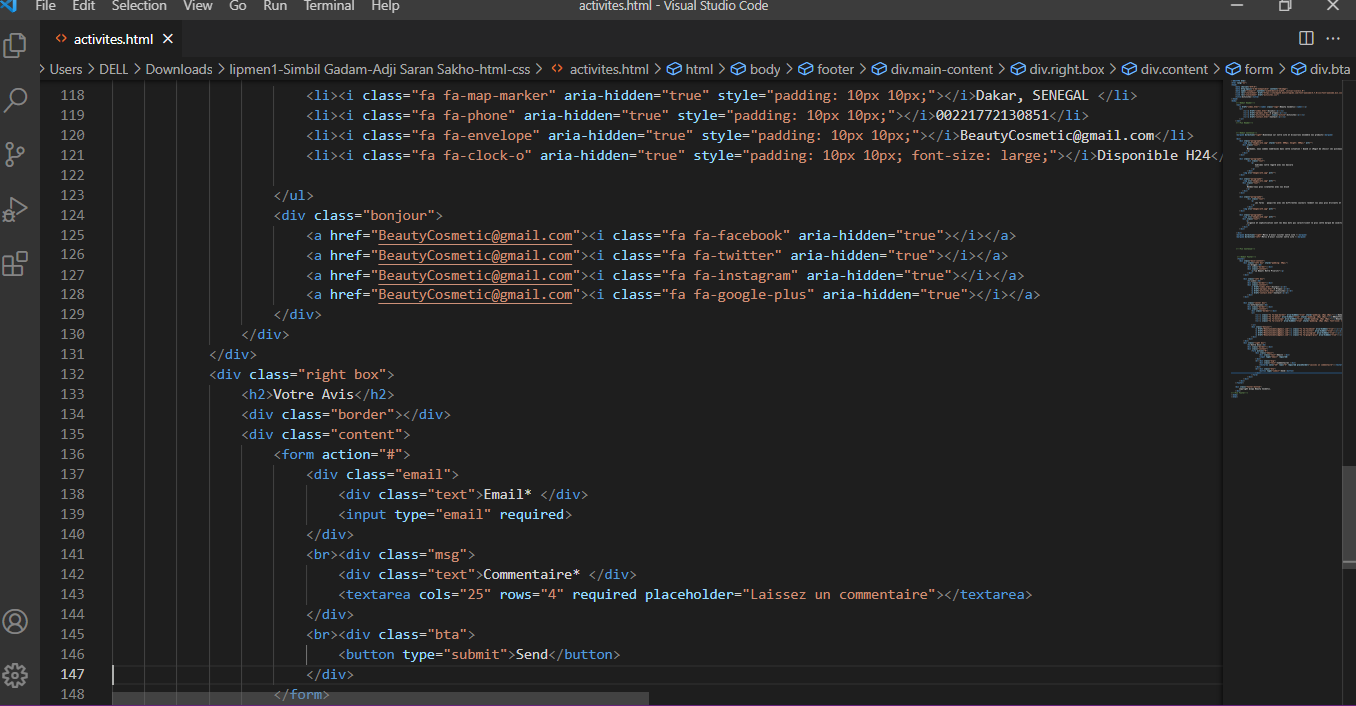 File Edit Selection View Go Run Terminal Help activites.html - Visual Studio Code
activites.html
Users > DELL > Downloads > lipmen1-Simbil Gadam-Adji Saran Sakho-html-css > activites.html > html > body > footer > div.main-content > div.right.box > div.content > form > div.bta
118 <li><i class="fa fa-map-marker" aria-hidden="true" style="padding: 10px 10px;"></i>Dakar, SENEGAL </li>
119 <li><i class="fa fa-phone" aria-hidden="true" style="padding: 10px 10px;"></i>00221772130851</li>
120 <li><i class="fa fa-envelope" aria-hidden="true" style="padding: 10px 10px;"></i>BeautyCosmetic@gmail.com</li>
121 <li><i class="fa fa-clock-o" aria-hidden="true" style="padding: 10px 10px; font-size: large;"></i>Disponible H24</
122
123 </ul>
124 <div class="bonjour">
125 <a href="BeautyCosmetic@gmail.com"><i class="fa fa-facebook" aria-hidden="true"></i></a>
126 <a href="BeautyCosmetic@gmail.com"><i class="fa fa-twitter" aria-hidden="true"></i></a>
127 <a href="BeautyCosmetic@gmail.com"><i class="fa fa-instagram" aria-hidden="true"></i></a>
128 <a href="BeautyCosmetic@gmail.com"><i class="fa fa-google-plus" aria-hidden="true"></i></a>
129 </div>
130 </div>
131 </div>
132 <div class="right box">
133 <h2>Votre Avis</h2>
134 <div class="border"></div>
135 <div class="content">
136 <form action="#">
137 <div class="email">
138 <div class="text">Email* </div>
139 <input type="email" required>
140 </div>
141 <br><div class="msg">
142 <div class="text">Commentaire* </div>
143 <textarea cols="25" rows="4" required placeholder="Laissez un commentaire"></textarea>
144 </div>
145 <br><div class="bta">
146 <button type="submit">Send</button>
147 </div>
148 </form>